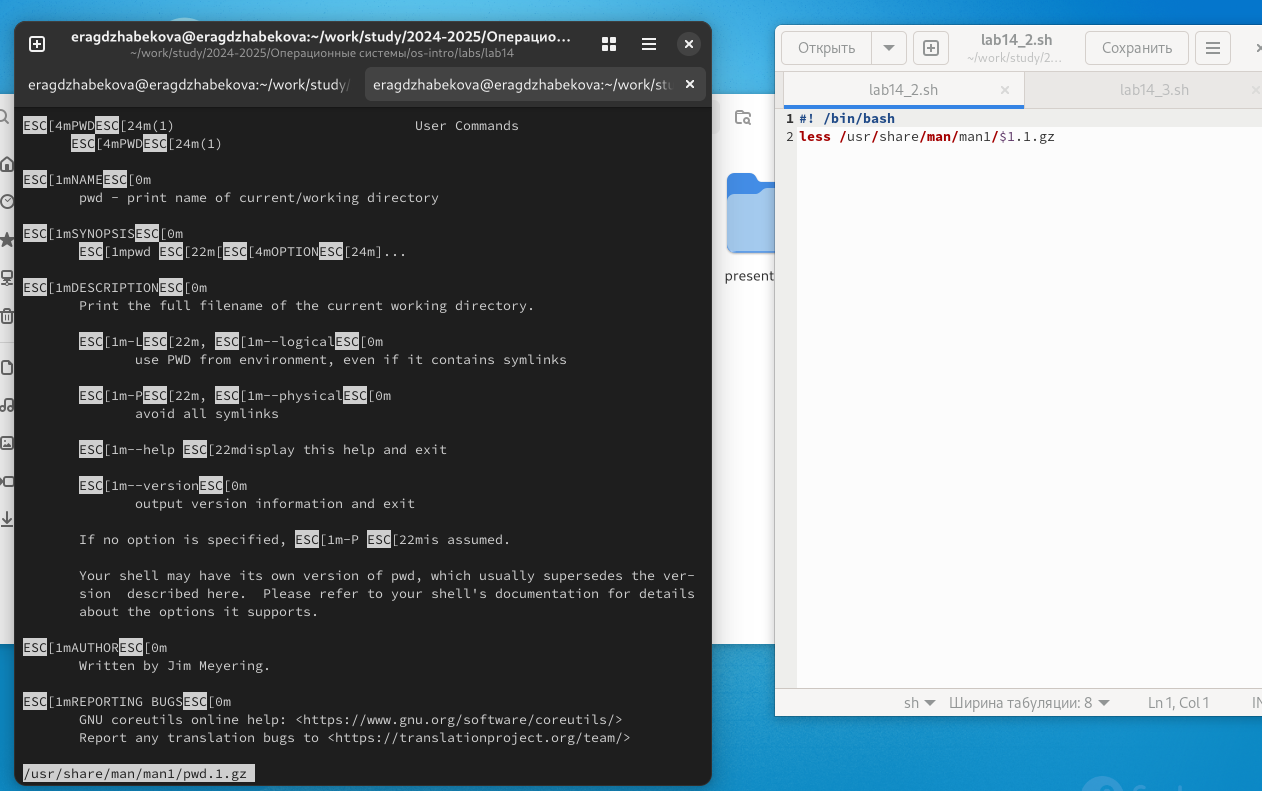 eragdzhabekova@eragdzhabekova:~/work/study/2024-2025/Операцио...
~/work/study/2024-2025/Операционные системы/os-intro/labs/lab14
eragdzhabekova@eragdzhabekova:~/work/study/
eragdzhabekova@eragdzhabekova:~/work/stu
ESC[4mPWDESC[24m(1) User Commands
ESC[4mPWDESC[24m(1)
ESC[1mNAMEESC[0m
pwd - print name of current/working directory
ESC[1mSYNOPSISESC[0m
ESC[1mpwd ESC[22m[ESC[4mOPTIONESC[24m]...
ESC[1mDESCRIPTIONESC[0m
Print the full filename of the current working directory.
ESC[1m-LESC[22m, ESC[1m--logicalESC[0m
use PWD from environment, even if it contains symlinks
ESC[1m-PESC[22m, ESC[1m--physicalESC[0m
avoid all symlinks
ESC[1m--help ESC[22mdisplay this help and exit
ESC[1m--versionESC[0m
output version information and exit
If no option is specified, ESC[1m-P ESC[22mis assumed.
Your shell may have its own version of pwd, which usually supersedes the ver-
sion  described here.  Please refer to your shell's documentation for details
about the options it supports.
ESC[1mAUTHORESC[0m
Written by Jim Meyering.
ESC[1mREPORTING BUGSESC[0m
GNU coreutils online help: <https://www.gnu.org/software/coreutils/>
Report any translation bugs to <https://translationproject.org/team/>
/usr/share/man/man1/pwd.1.gz
present
Открыть
lab14_2.sh
~/work/study/2...
Сохранить
lab14_2.sh
lab14_3.sh
1 #! /bin/bash
2 less /usr/share/man/man1/$1.1.gz
sh Ширина табуляции: 8 Ln 1, Col 1 IN